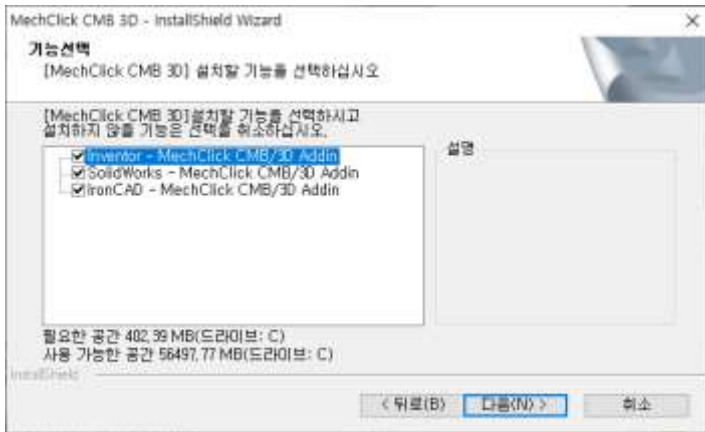 MechClick CMB 3D - InstallShield Wizard
기능선택
[MechClick CMB 3D] 설치할 기능를 선택하십시오
[MechClick CMB 3D]설치할 기능를 선택하시고
설치하지 않을 기능은 선택을 취소하십시오.
Inventor - MechClick CMB/3D Addin
SolidWorks - MechClick CMB/3D Addin
IronCAD - MechClick CMB/3D Addin
설명
필요한 공간 402,39 MB(드라이브: C)
사용 가능한 공간 56497,77 MB(드라이브: C)
InstallShield
< 뒤로(B)
다음(N) >
취소